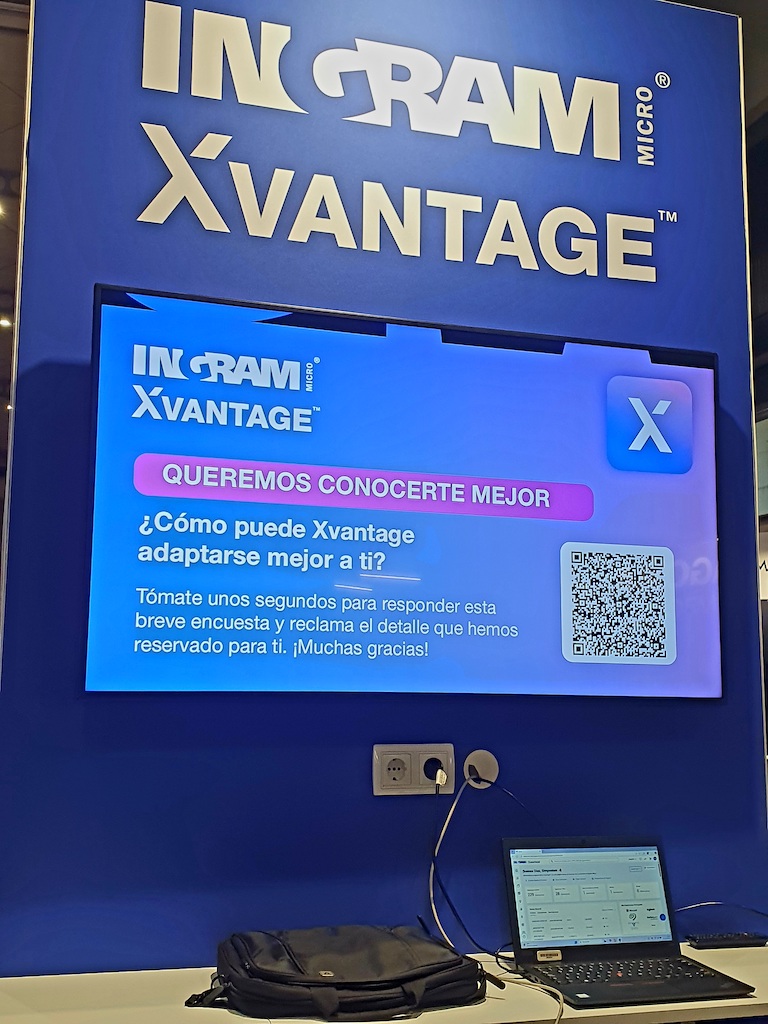 INGRAM MICRO®
XVANTAGE™
INGRAM MICRO®
XVANTAGE™
X
QUEREMOS CONOCERTE MEJOR
¿Cómo puede Xvantage
adaptarse mejor a ti?
Tómate unos segundos para responder esta
breve encuesta y reclama el detalle que hemos
reservado para ti. ¡Muchas gracias!